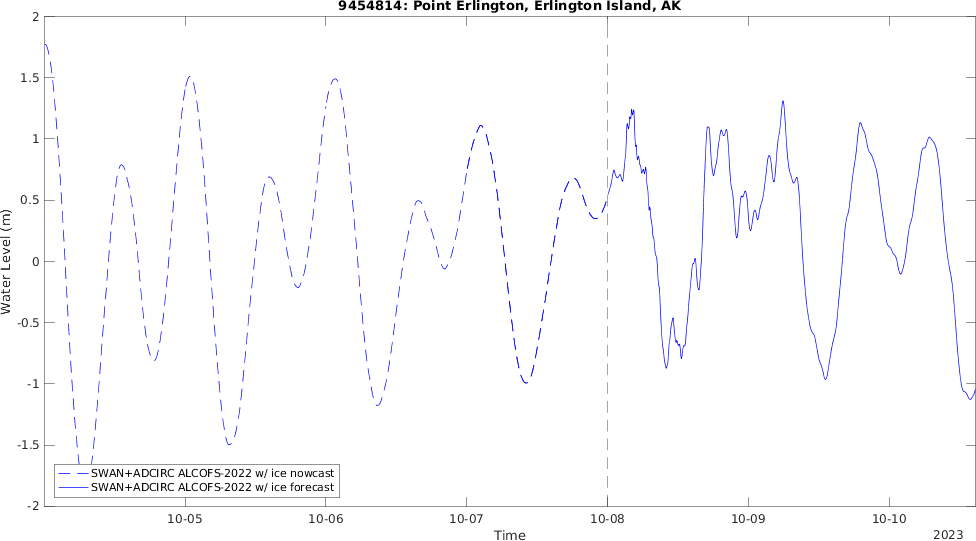 9454814: Point Erlington, Erlington Island, AK
2
1.5
1
0.5
0
-0.5
-1
-1.5
-2
Water Level (m)
SWAN+ADCIRC ALCOFS-2022 w/ ice nowcast
SWAN+ADCIRC ALCOFS-2022 w/ ice forecast
10-05 10-06 10-07 10-08 10-09 10-10
Time
2023